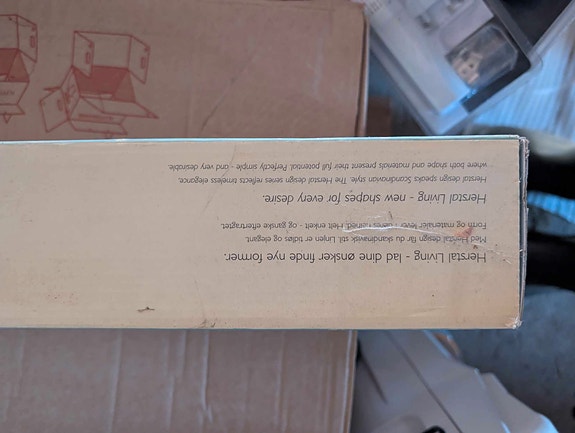 Herstal Living - lad dine ønsker finde nye former.
Med Herstal design får du skandinavisk stil. Linjen er tidløs og elegant.
Form og materialer lever i deres renhed. Helt enkelt - og ganske eftertragtet.
Herstal Living - new shapes for every desire.
Herstal design speaks Scandinavian style. The Herstal design series reflects timeless elegance,
where both shape and materials present their full potential. Perfectly simple - and very desirable.